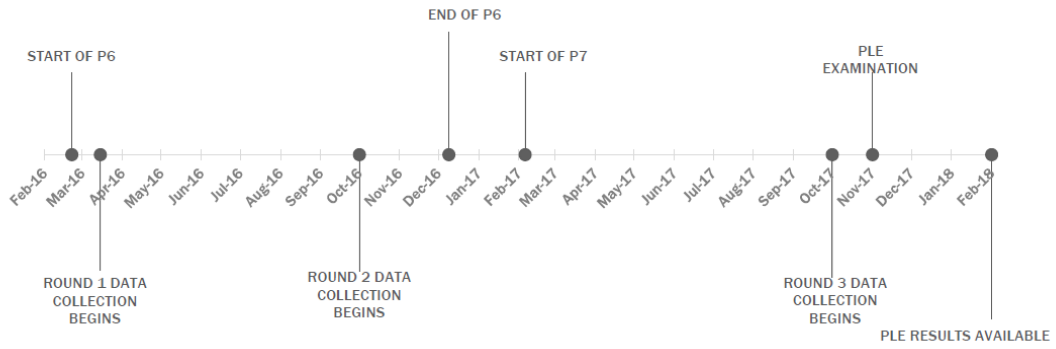 END OF P6
START OF P6
START OF P7
PLE
EXAMINATION
Feb-16
Mar-16
Apr-16
May-16
Jun-16
Jul-16
Aug-16
Sep-16
Oct-16
Nov-16
Dec-16
Jan-17
Feb-17
Mar-17
Apr-17
May-17
Jun-17
Jul-17
Aug-17
Sep-17
Oct-17
Nov-17
Dec-17
Jan-18
Feb-18
ROUND 1 DATA
COLLECTION
BEGINS
ROUND 2 DATA
COLLECTION
BEGINS
ROUND 3 DATA
COLLECTION
BEGINS
PLE RESULTS AVAILABLE